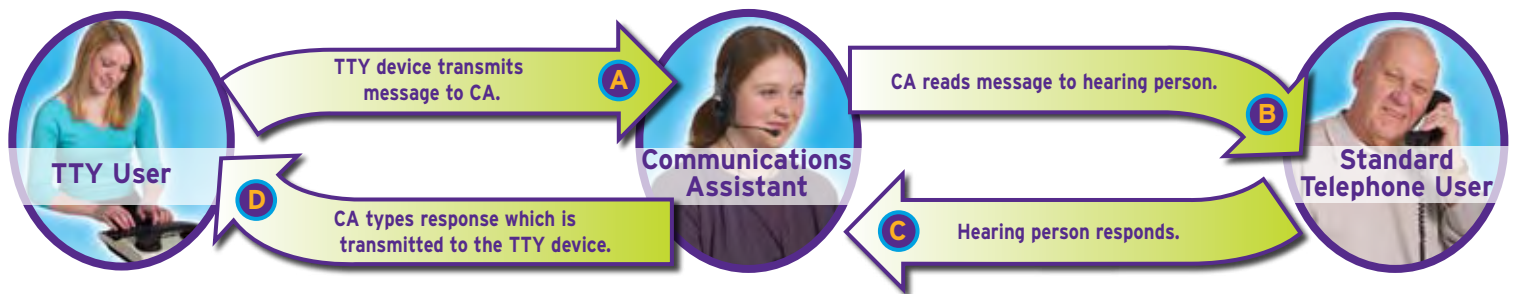 TTY device transmits
message to CA.
A
CA reads message to hearing person.
B
TTY User
Communications
Assistant
Standard
Telephone User
D
CA types response which is
transmitted to the TTY device.
C
Hearing person responds.